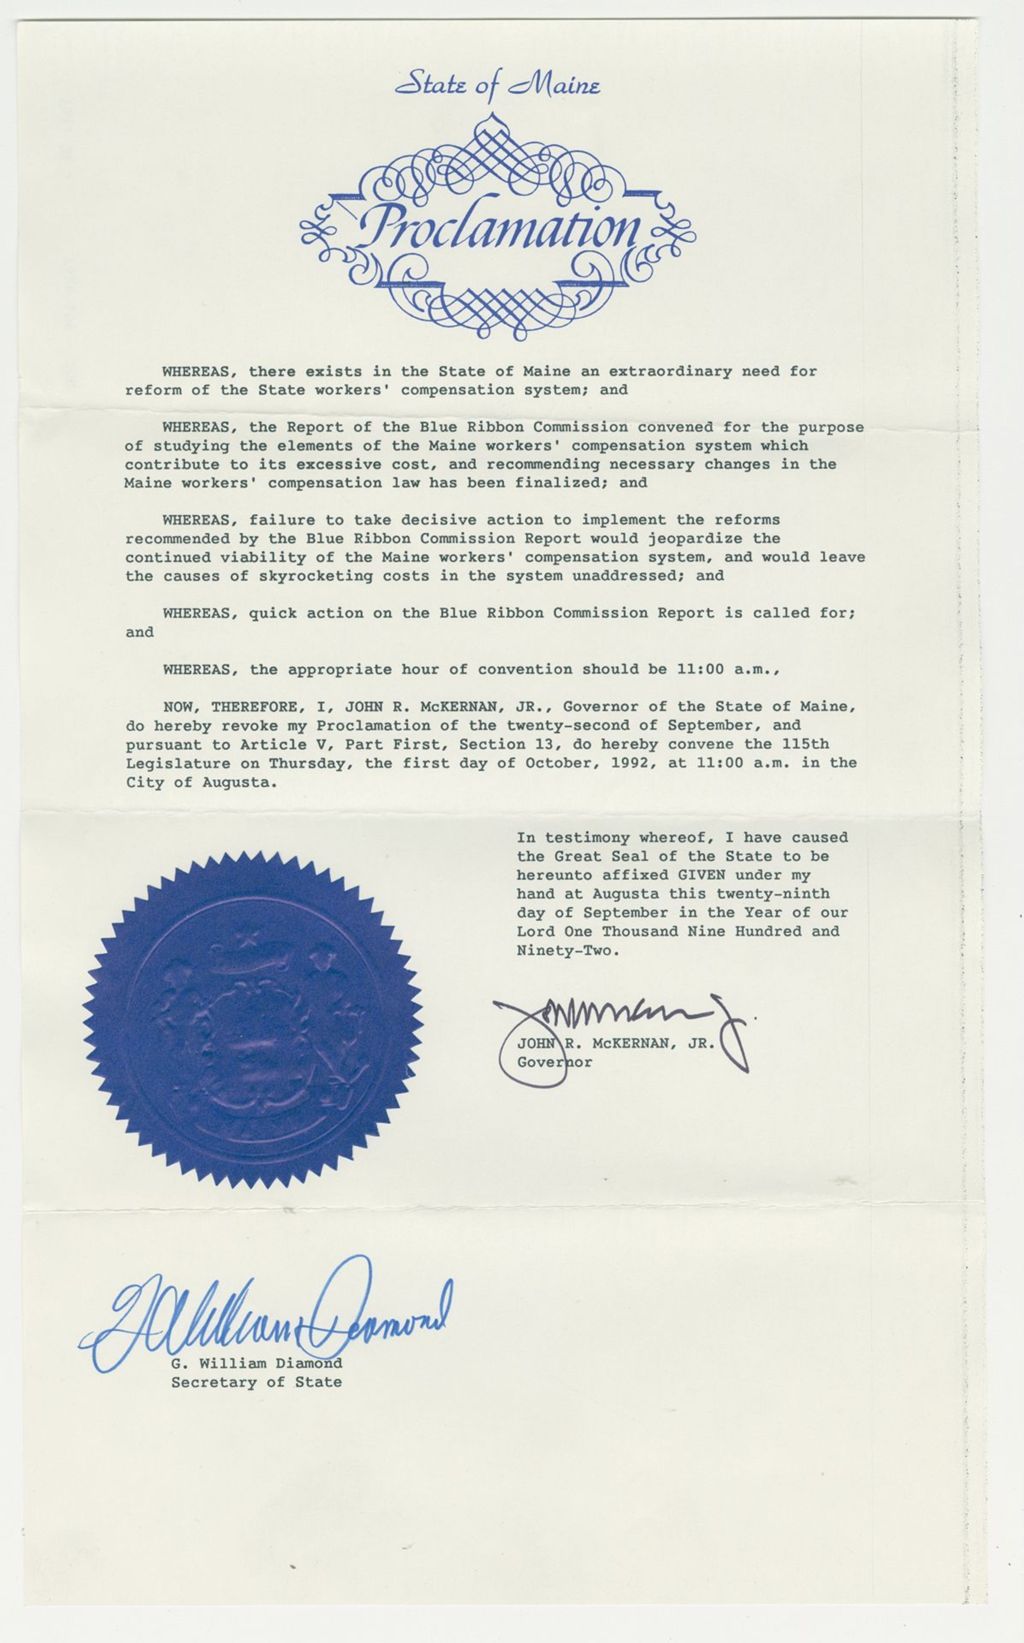 State of Maine
Proclamation
WHEREAS, there exists in the State of Maine an extraordinary need for
reform of the State workers' compensation system; and
WHEREAS, the Report of the Blue Ribbon Commission convened for the purpose
of studying the elements of the Maine workers' compensation system which
contribute to its excessive cost, and recommending necessary changes in the
Maine workers' compensation law has been finalized; and
WHEREAS, failure to take decisive action to implement the reforms
recommended by the Blue Ribbon Commission Report would jeopardize the
continued viability of the Maine workers' compensation system, and would leave
the causes of skyrocketing costs in the system unaddressed; and
WHEREAS, quick action on the Blue Ribbon Commission Report is called for;
and
WHEREAS, the appropriate hour of convention should be 11:00 a.m.,
NOW, THEREFORE, I, JOHN R. McKERNAN, JR., Governor of the State of Maine,
do hereby revoke my Proclamation of the twenty-second of September, and
pursuant to Article V, Part First, Section 13, do hereby convene the 115th
Legislature on Thursday, the first day of October, 1992, at 11:00 a.m. in the
City of Augusta.
In testimony whereof, I have caused
the Great Seal of the State to be
hereunto affixed GIVEN under my
hand at Augusta this twenty-ninth
day of September in the Year of our
Lord One Thousand Nine Hundred and
Ninety-Two.
JOHN R. McKERNAN, JR.
Governor
G. William Diamond
G. William Diamond
Secretary of State